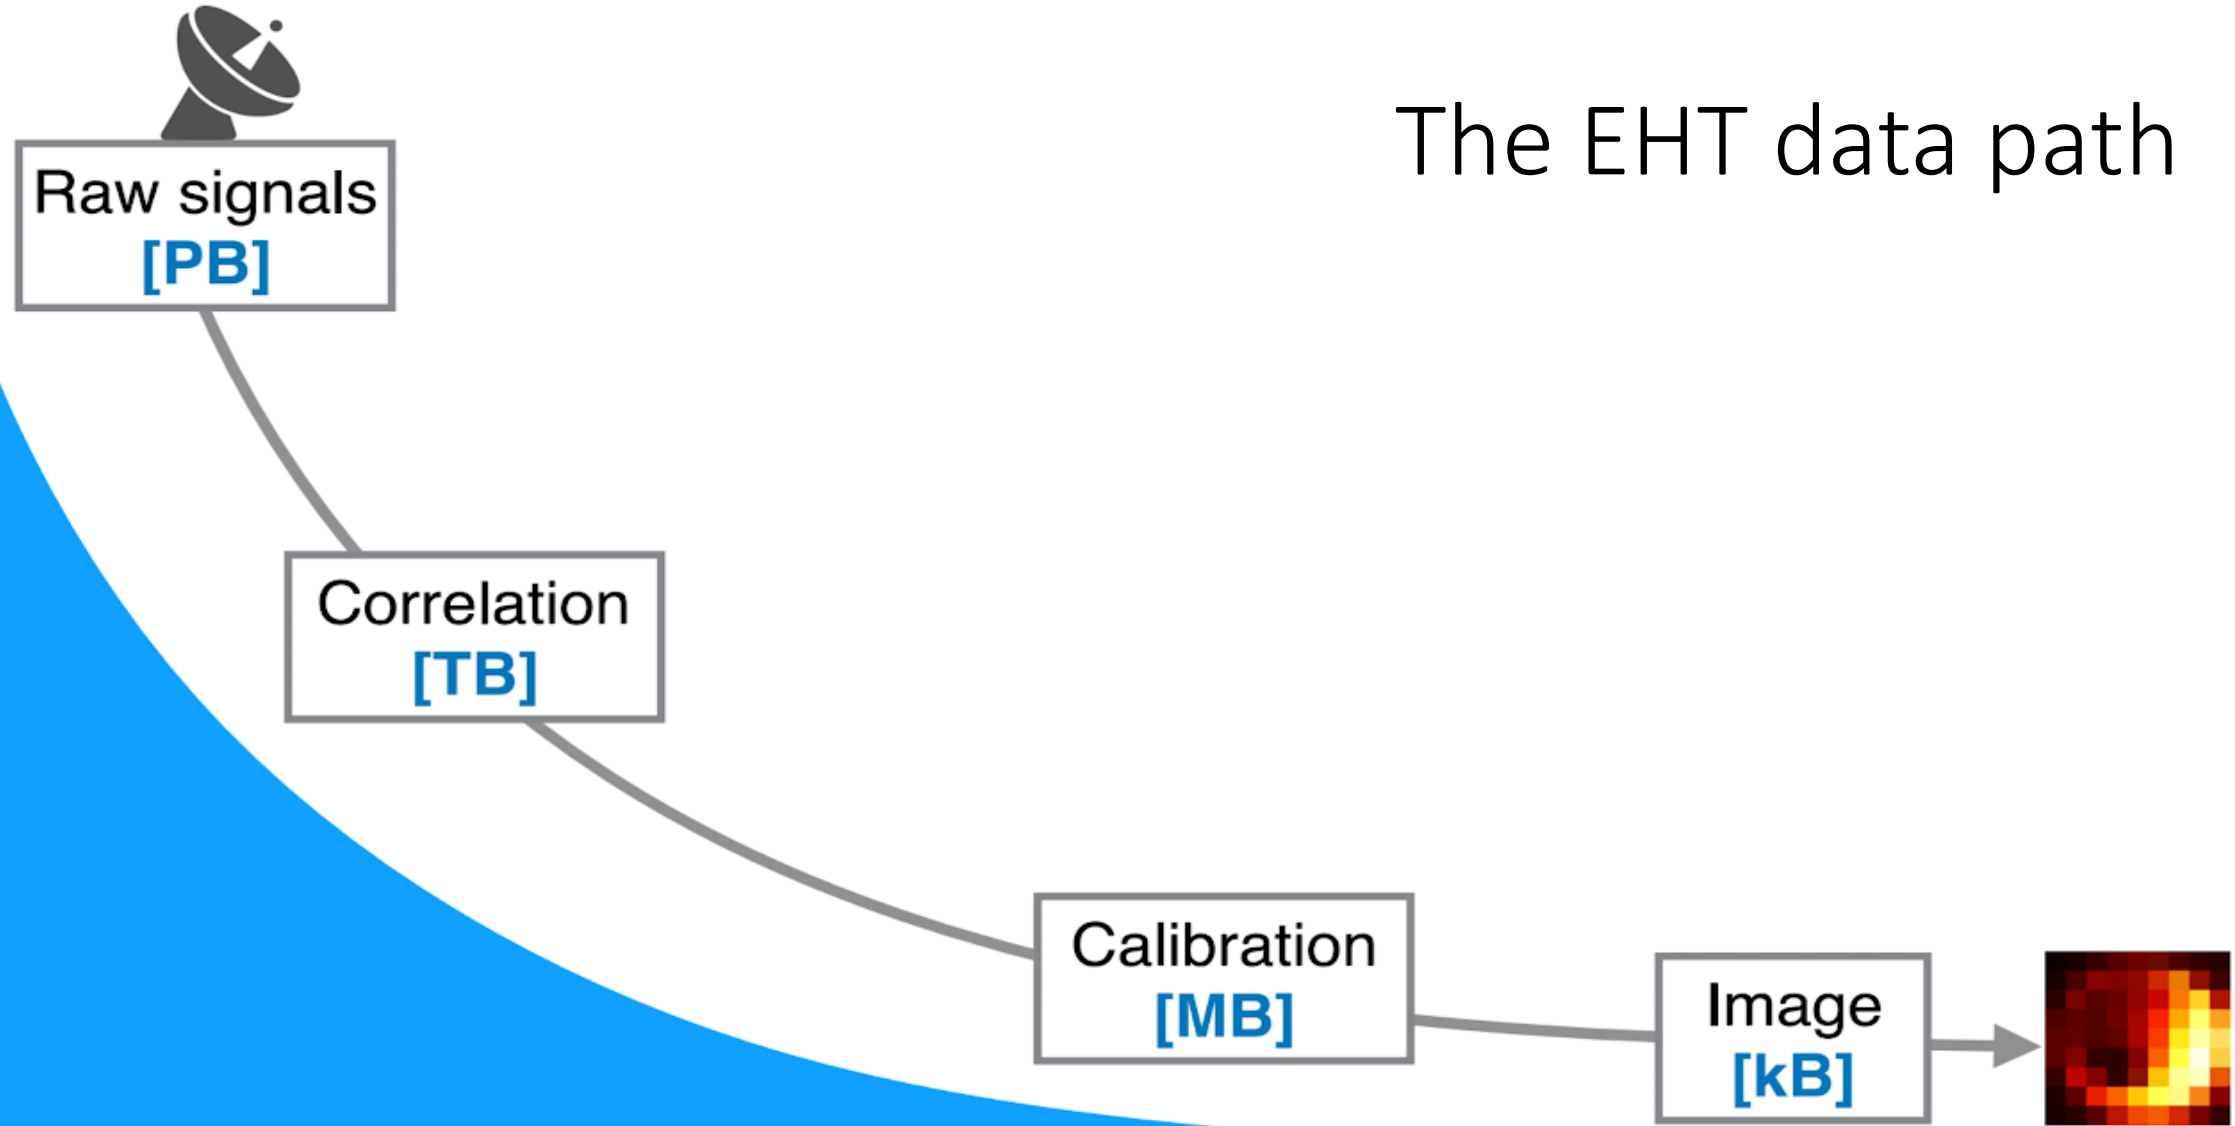 The EHT data path
Raw signals
[PB]
Correlation
[TB]
Calibration
[MB]
Image
[kB]